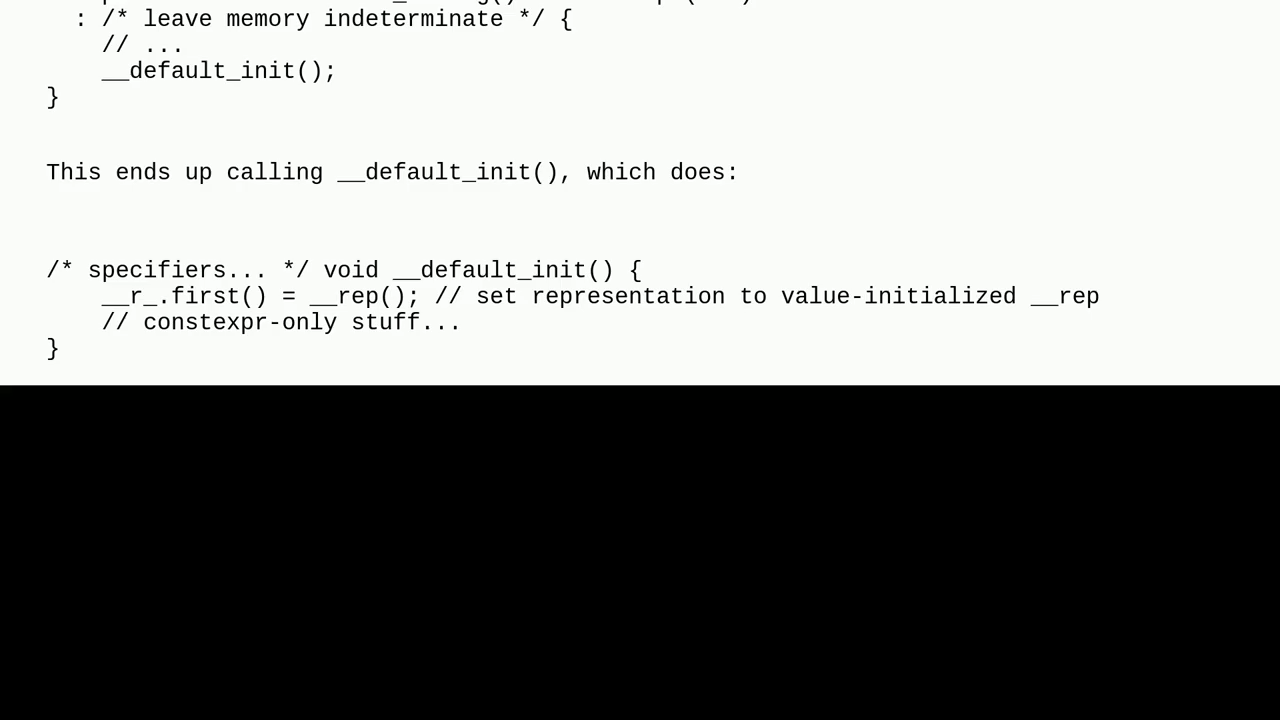 : /* leave memory indeterminate */ {
// ...
__default_init();
}
This ends up calling __default_init(), which does:
/* specifiers... */ void __default_init() {
__r_.first() = __rep(); // set representation to value-initialized __rep
// constexpr-only stuff...
}